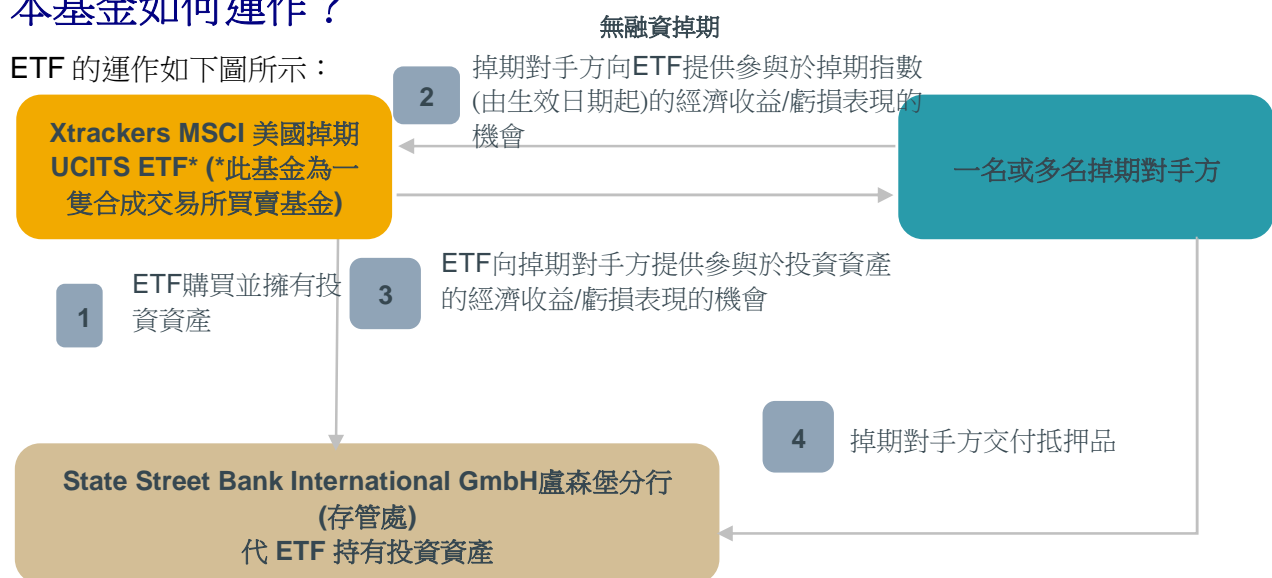 本基金如何運作？
無融資掉期
ETF 的運作如下圖所示：
2
掉期對手方向ETF提供參與於掉期指數
(由生效日期起)的經濟收益/虧損表現的
機會
Xtrackers MSCI 美國掉期
UCITS ETF* (*此基金為一
隻合成交易所買賣基金)
一名或多名掉期對手方
1
ETF購買並擁有投
資資產
3
ETF向掉期對手方提供參與於投資資產
的經濟收益/虧損表現的機會
4
掉期對手方交付抵押品
State Street Bank International GmbH盧森堡分行
(存管處)
代 ETF 持有投資資產